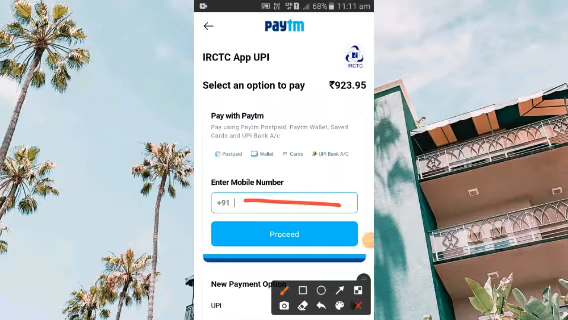 68% 11:11 am
paytm
IRCTC App UPI
IRCTC
Select an option to pay ₹923.95
Pay with Paytm
Pay using Paytm Postpaid, Paytm Wallet, Saved
Cards and UPI Bank A/c
Postpaid Wallet Cards UPI Bank A/C
Enter Mobile Number
+91
Proceed
New Payment Option
UPI